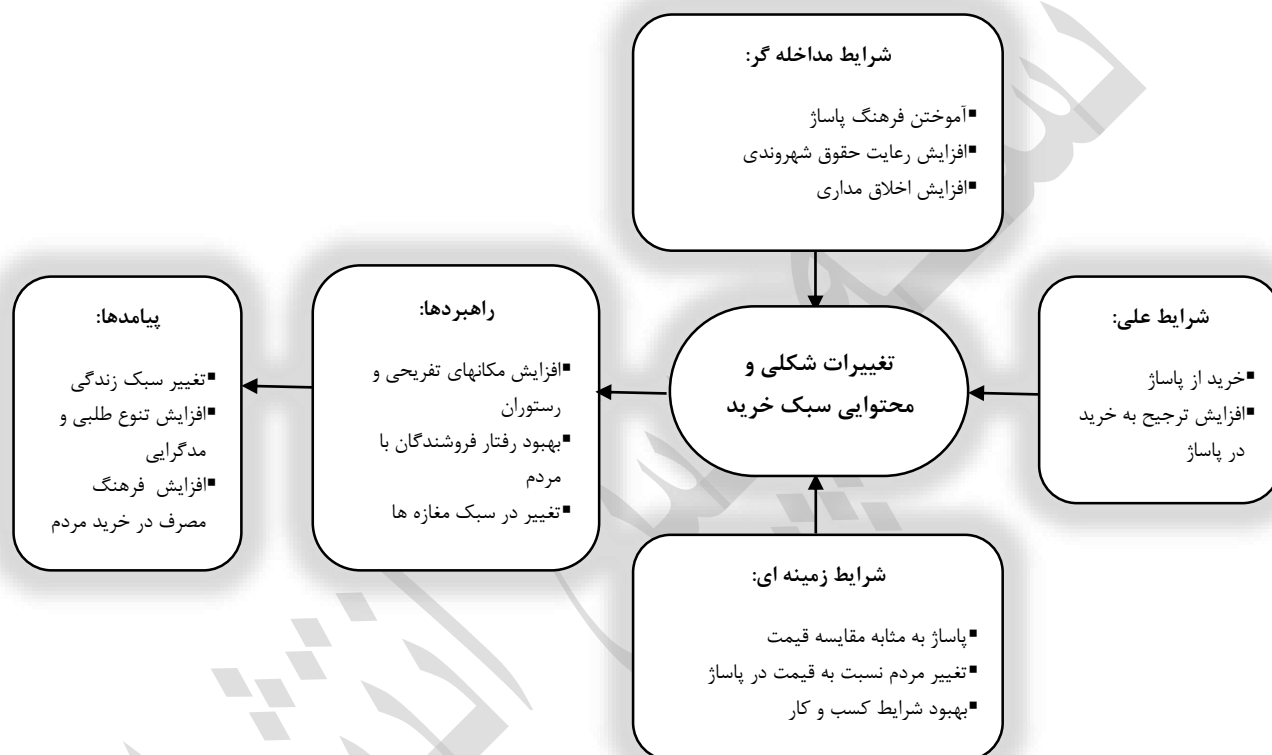 شرایط مداخله گر:
▪آموختن فرهنگ پاساژ
▪افزایش رعایت حقوق شهروندی
▪افزایش اخلاق مداری
شرایط علی:
▪خرید از پاساژ
▪افزایش ترجیح به خرید
در پاساژ
تغییرات شکلی و
محتوایی سبک خرید
راهبردها:
▪افزایش مکانهای تفریحی و
رستوران
▪بهبود رفتار فروشندگان با
مردم
▪تغییر در سبک مغازه ها
پیامدها:
▪تغییر سبک زندگی
▪افزایش تنوع طلبی و
مدگرایی
▪افزایش فرهنگ
مصرف در خرید مردم
شرایط زمینه ای:
▪پاساژ به مثابه مقایسه قیمت
▪تغییر مردم نسبت به قیمت در پاساژ
▪بهبود شرایط کسب و کار